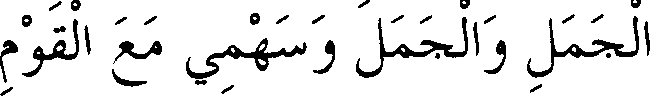 الْجَمَلِ وَالْجَمَلَ وَسَهْمِي مَعَ الْقَوْمِ